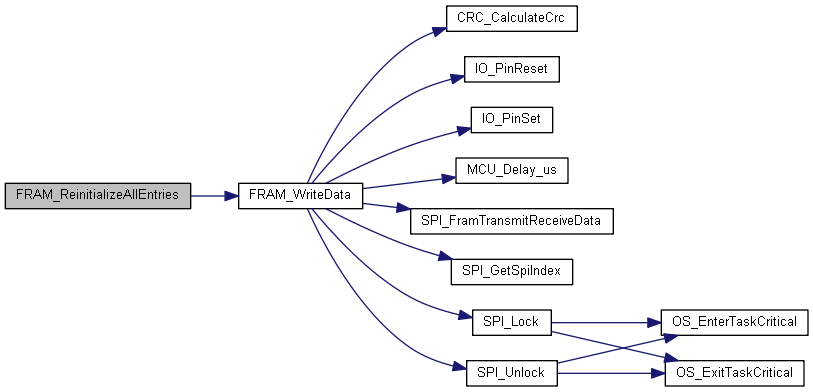 FRAM_ReinitializeAllEntries
FRAM_WriteData
CRC_CalculateCrc
IO_PinReset
IO_PinSet
MCU_Delay_us
SPI_FramTransmitReceiveData
SPI_GetSpiIndex
SPI_Lock
SPI_Unlock
OS_EnterTaskCritical
OS_ExitTaskCritical